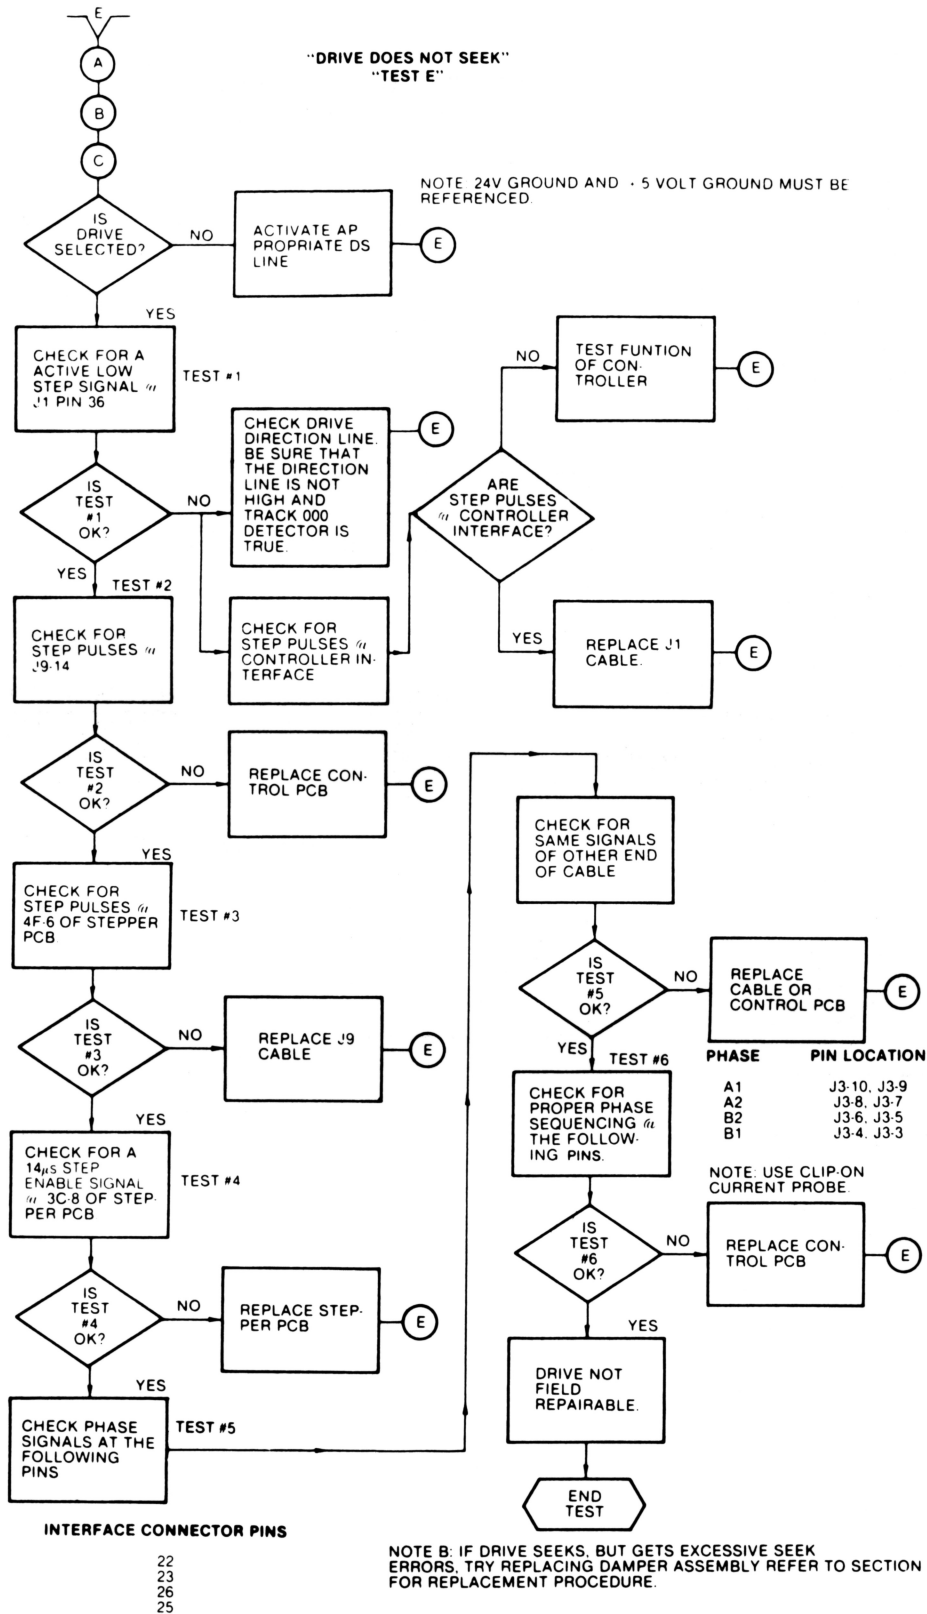 E
"DRIVE DOES NOT SEEK"
"TEST E"
A
B
C
NOTE: 24V GROUND AND + 5 VOLT GROUND MUST BE
REFERENCED.
IS
DRIVE
SELECTED?
NO
ACTIVATE AP
PROPRIATE DS
LINE
E
YES
CHECK FOR A
ACTIVE LOW
STEP SIGNAL @
J1 PIN 36
TEST #1
IS
TEST
#1
OK?
NO
CHECK DRIVE
DIRECTION LINE.
BE SURE THAT
THE DIRECTION
LINE IS NOT
HIGH AND
TRACK 000
DETECTOR IS
TRUE.
E
CHECK FOR
STEP PULSES @
CONTROLLER IN-
TERFACE
ARE
STEP PULSES
@ CONTROLLER
INTERFACE?
NO
TEST FUNTION
OF CON-
TROLLER
E
YES
REPLACE J1
CABLE.
E
YES
TEST #2
CHECK FOR
STEP PULSES @
J9-14
IS
TEST
#2
OK?
NO
REPLACE CON-
TROL PCB
E
YES
CHECK FOR
STEP PULSES @
4F-6 OF STEPPER
PCB
TEST #3
IS
TEST
#3
OK?
NO
REPLACE J9
CABLE
E
YES
CHECK FOR A
14µs STEP
ENABLE SIGNAL
@ 3C-8 OF STEP-
PER PCB
TEST #4
IS
TEST
#4
OK?
NO
REPLACE STEP-
PER PCB
E
YES
CHECK PHASE
SIGNALS AT THE
FOLLOWING
PINS
TEST #5
INTERFACE CONNECTOR PINS
22
23
26
25
CHECK FOR
SAME SIGNALS
OF OTHER END
OF CABLE
IS
TEST
#5
OK?
NO
REPLACE
CABLE OR
CONTROL PCB
E
YES
TEST #6
PHASE PIN LOCATION
A1 J3-10, J3-9
A2 J3-8, J3-7
B2 J3-6, J3-5
B1 J3-4, J3-3
CHECK FOR
PROPER PHASE
SEQUENCING @
THE FOLLOW-
ING PINS.
NOTE: USE CLIP-ON
CURRENT PROBE.
IS
TEST
#6
OK?
NO
REPLACE CON-
TROL PCB
E
YES
DRIVE NOT
FIELD
REPAIRABLE.
END
TEST
NOTE B: IF DRIVE SEEKS, BUT GETS EXCESSIVE SEEK
ERRORS, TRY REPLACING DAMPER ASSEMBLY REFER TO SECTION
FOR REPLACEMENT PROCEDURE.